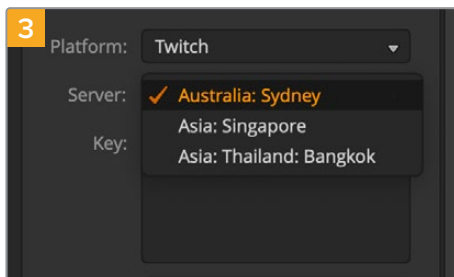 3
Platform: Twitch
Server: Australia: Sydney
Asia: Singapore
Key:
Asia: Thailand: Bangkok